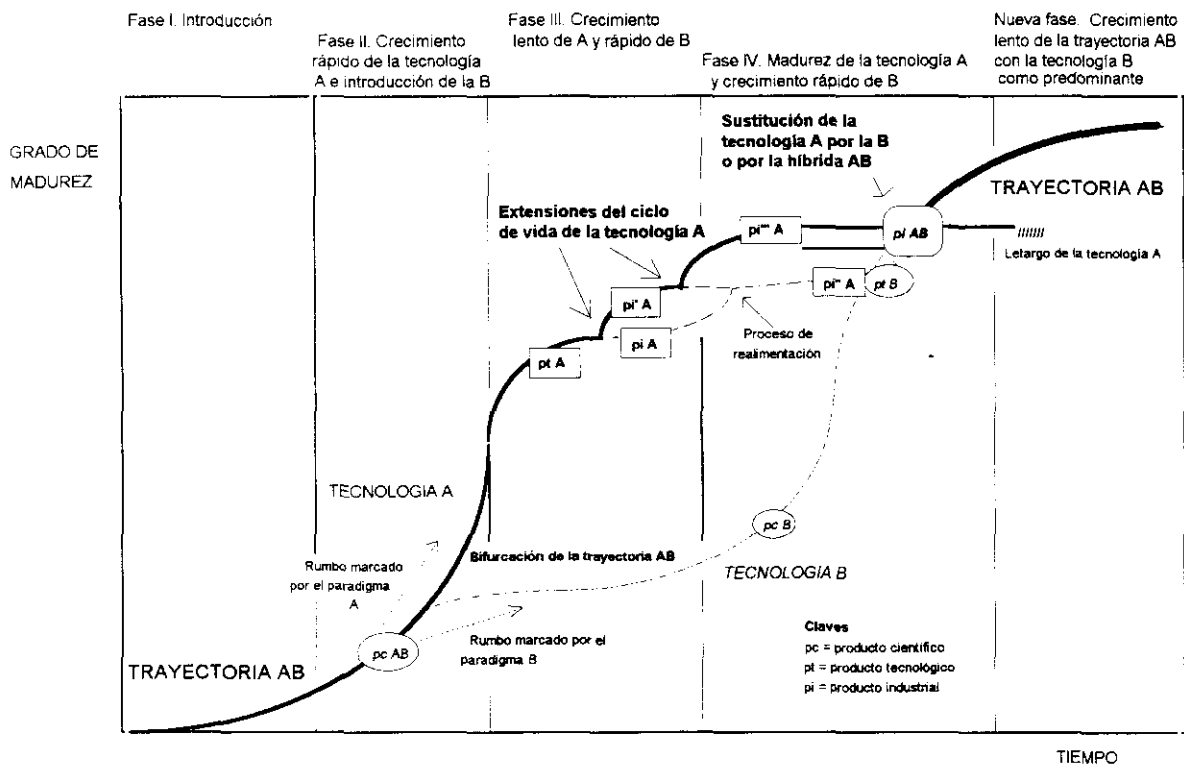 Fase I. Introducción
Fase II. Crecimiento
rápido de la tecnología
A e introducción de la B
Fase III. Crecimiento
lento de A y rápido de B
Fase IV. Madurez de la tecnología A
y crecimiento rápido de B
Nueva fase. Crecimiento
lento de la trayectoria AB
con la tecnología B
como predominante
GRADO DE
MADUREZ
Sustitución de la
tecnología A por la B
o por la híbrida AB
TRAYECTORIA AB
Extensiones del ciclo
de vida de la tecnología A
pi''' A
pi AB
///////
Letargo de la tecnología A
pi' A
pi'' A
pt B
pi A
pt A
Proceso de
realimentación
TECNOLOGIA A
pc B
Bifurcación de la trayectoria AB
TECNOLOGÍA B
Rumbo marcado
por el paradigma
A
Rumbo marcado por el
paradigma B
pc AB
TRAYECTORIA AB
Claves
pc = producto científico
pt = producto tecnológico
pi = producto industrial
TIEMPO